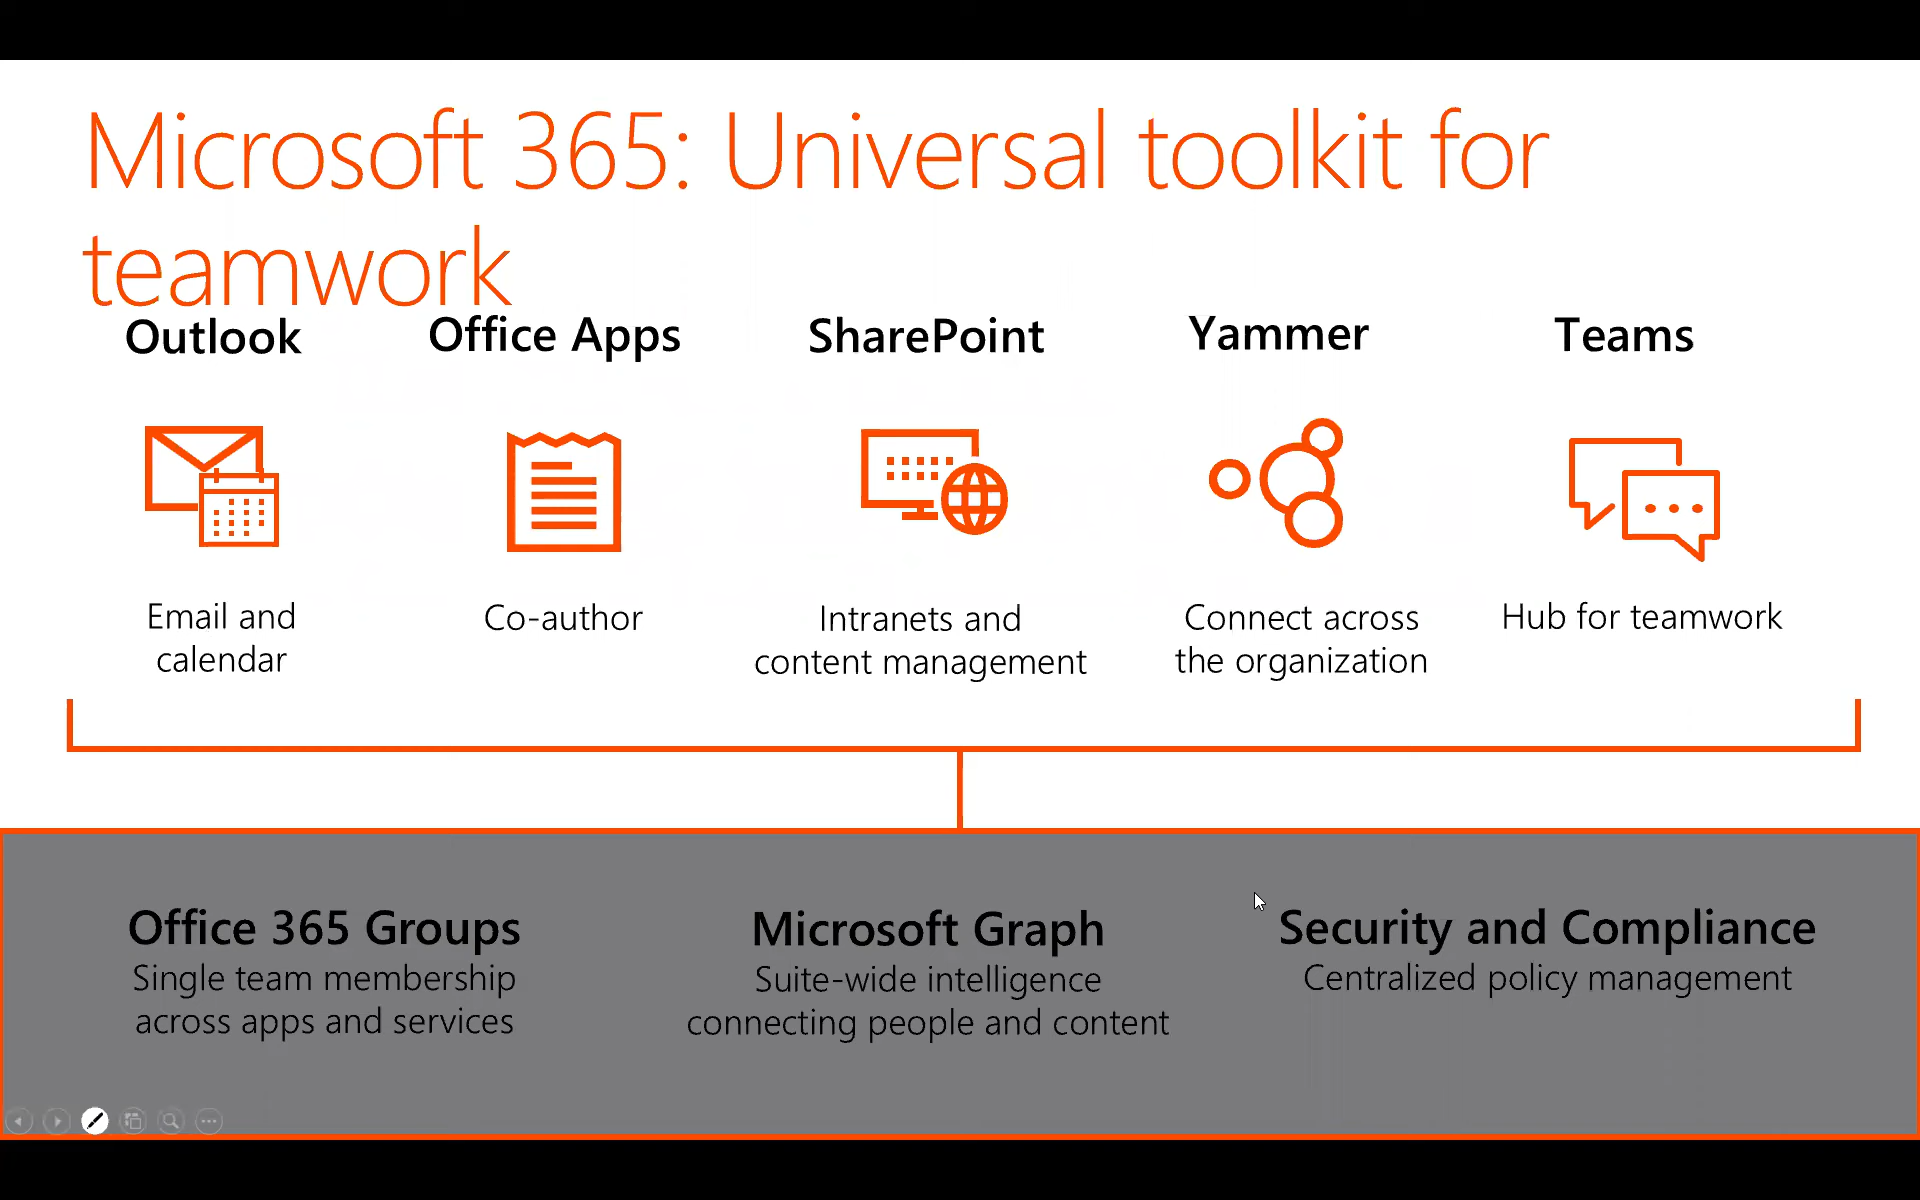 Microsoft 365: Universal toolkit for
teamwork
Outlook
Office Apps
SharePoint
Yammer
Teams
Email and
calendar
Co-author
Intranets and
content management
Connect across
the organization
Hub for teamwork
Office 365 Groups
Single team membership
across apps and services
Microsoft Graph
Suite-wide intelligence
connecting people and content
Security and Compliance
Centralized policy management